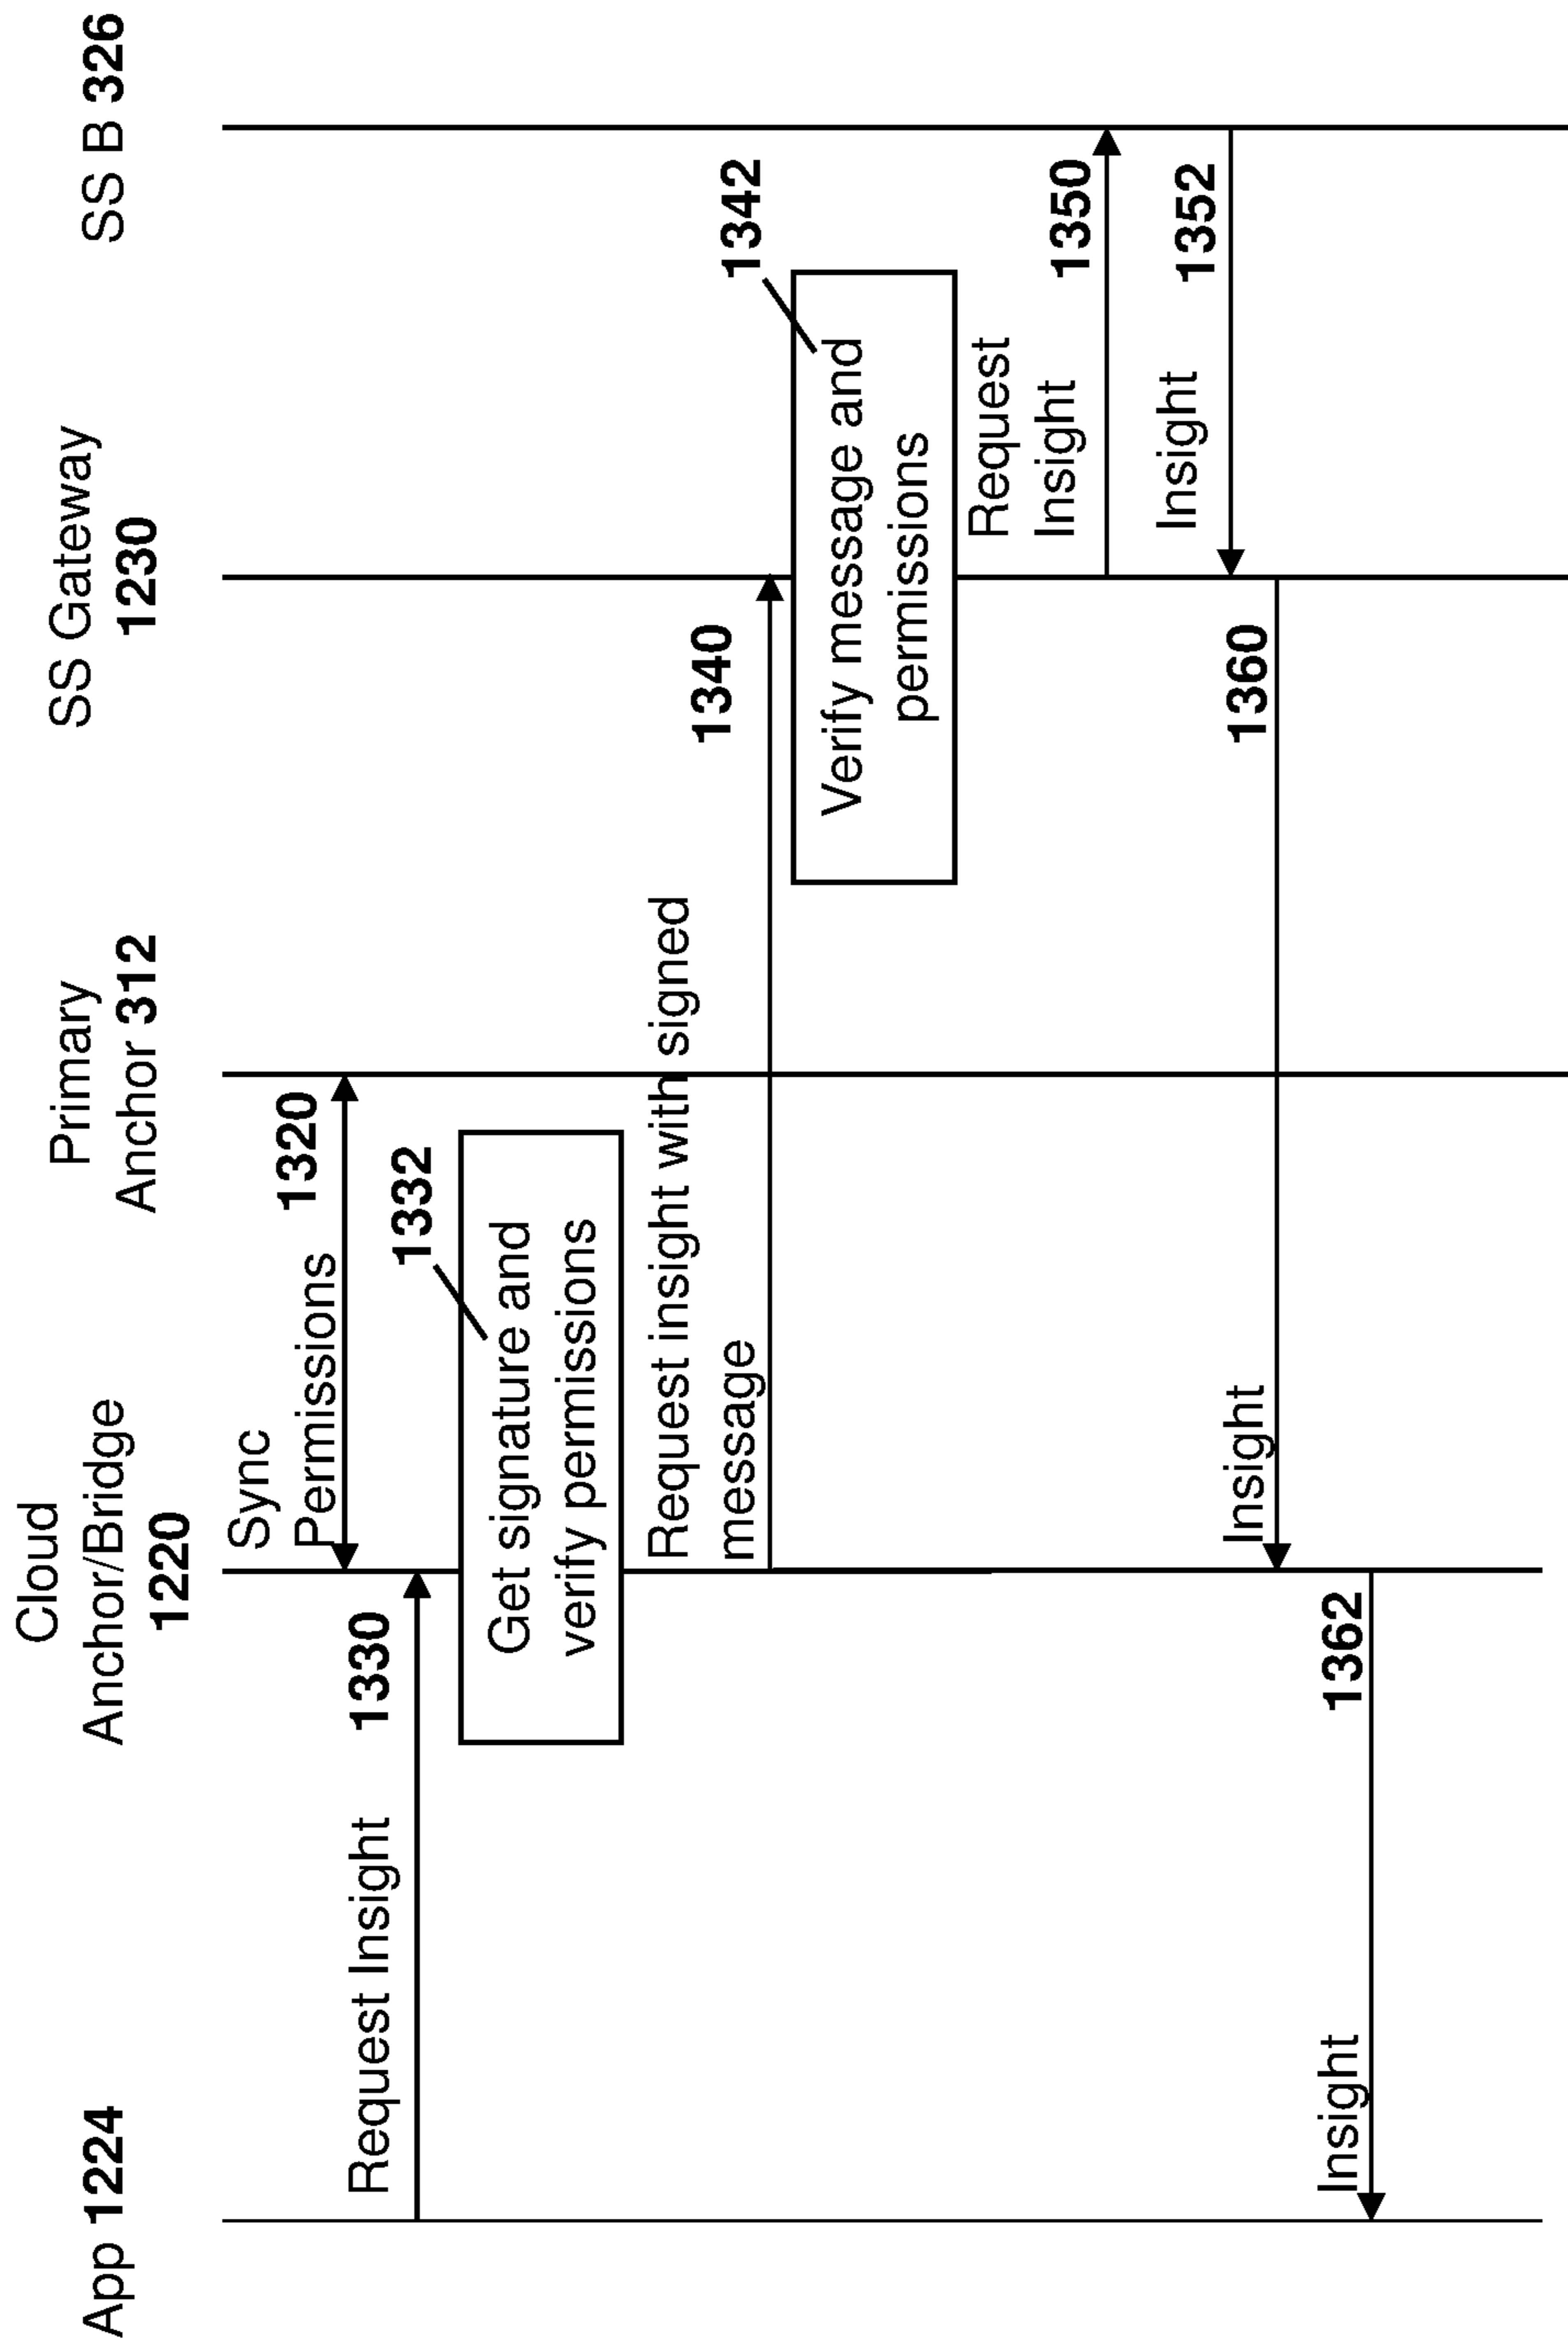 App 1224
Cloud
Anchor/Bridge
1220
Primary
Anchor 312
SS Gateway
1230
SS B 326
Sync
Permissions
1320
Request Insight
1330
1332
Get signature and
verify permissions
Request insight with signed
message
1340
1342
Verify message and
permissions
Request
Insight
1350
Insight
1352
Insight
1360
Insight
1362